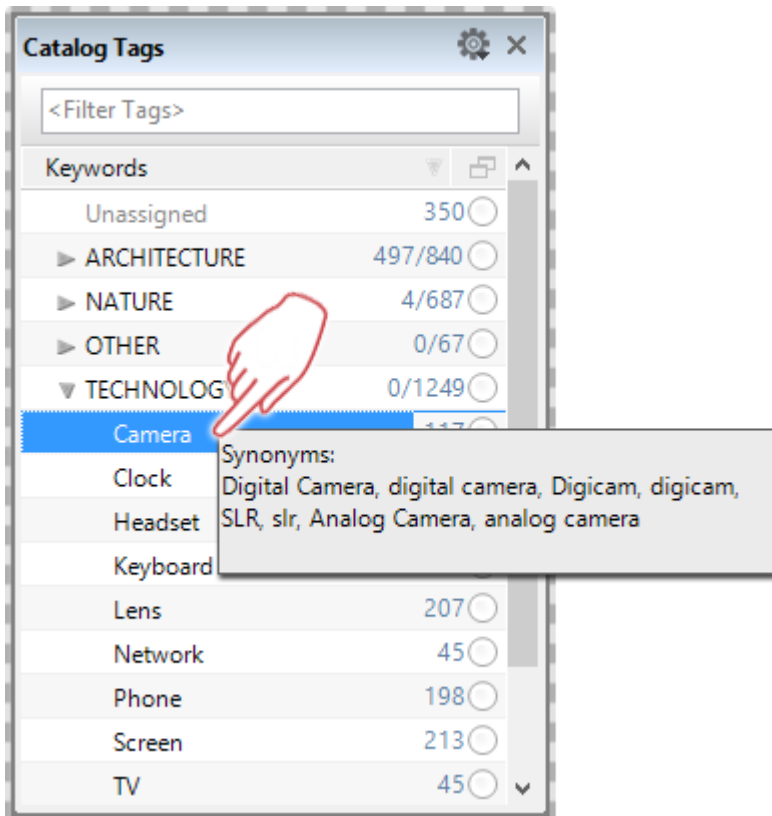 Catalog Tags
<Filter Tags>
Keywords
Unassigned 350
ARCHITECTURE 497/840
NATURE 4/687
OTHER 0/67
TECHNOLOGY 0/1249
Camera 117
Synonyms:
Digital Camera, digital camera, Digicam, digicam,
SLR, slr, Analog Camera, analog camera
Clock
Headset
Keyboard
Lens 207
Network 45
Phone 198
Screen 213
TV 45